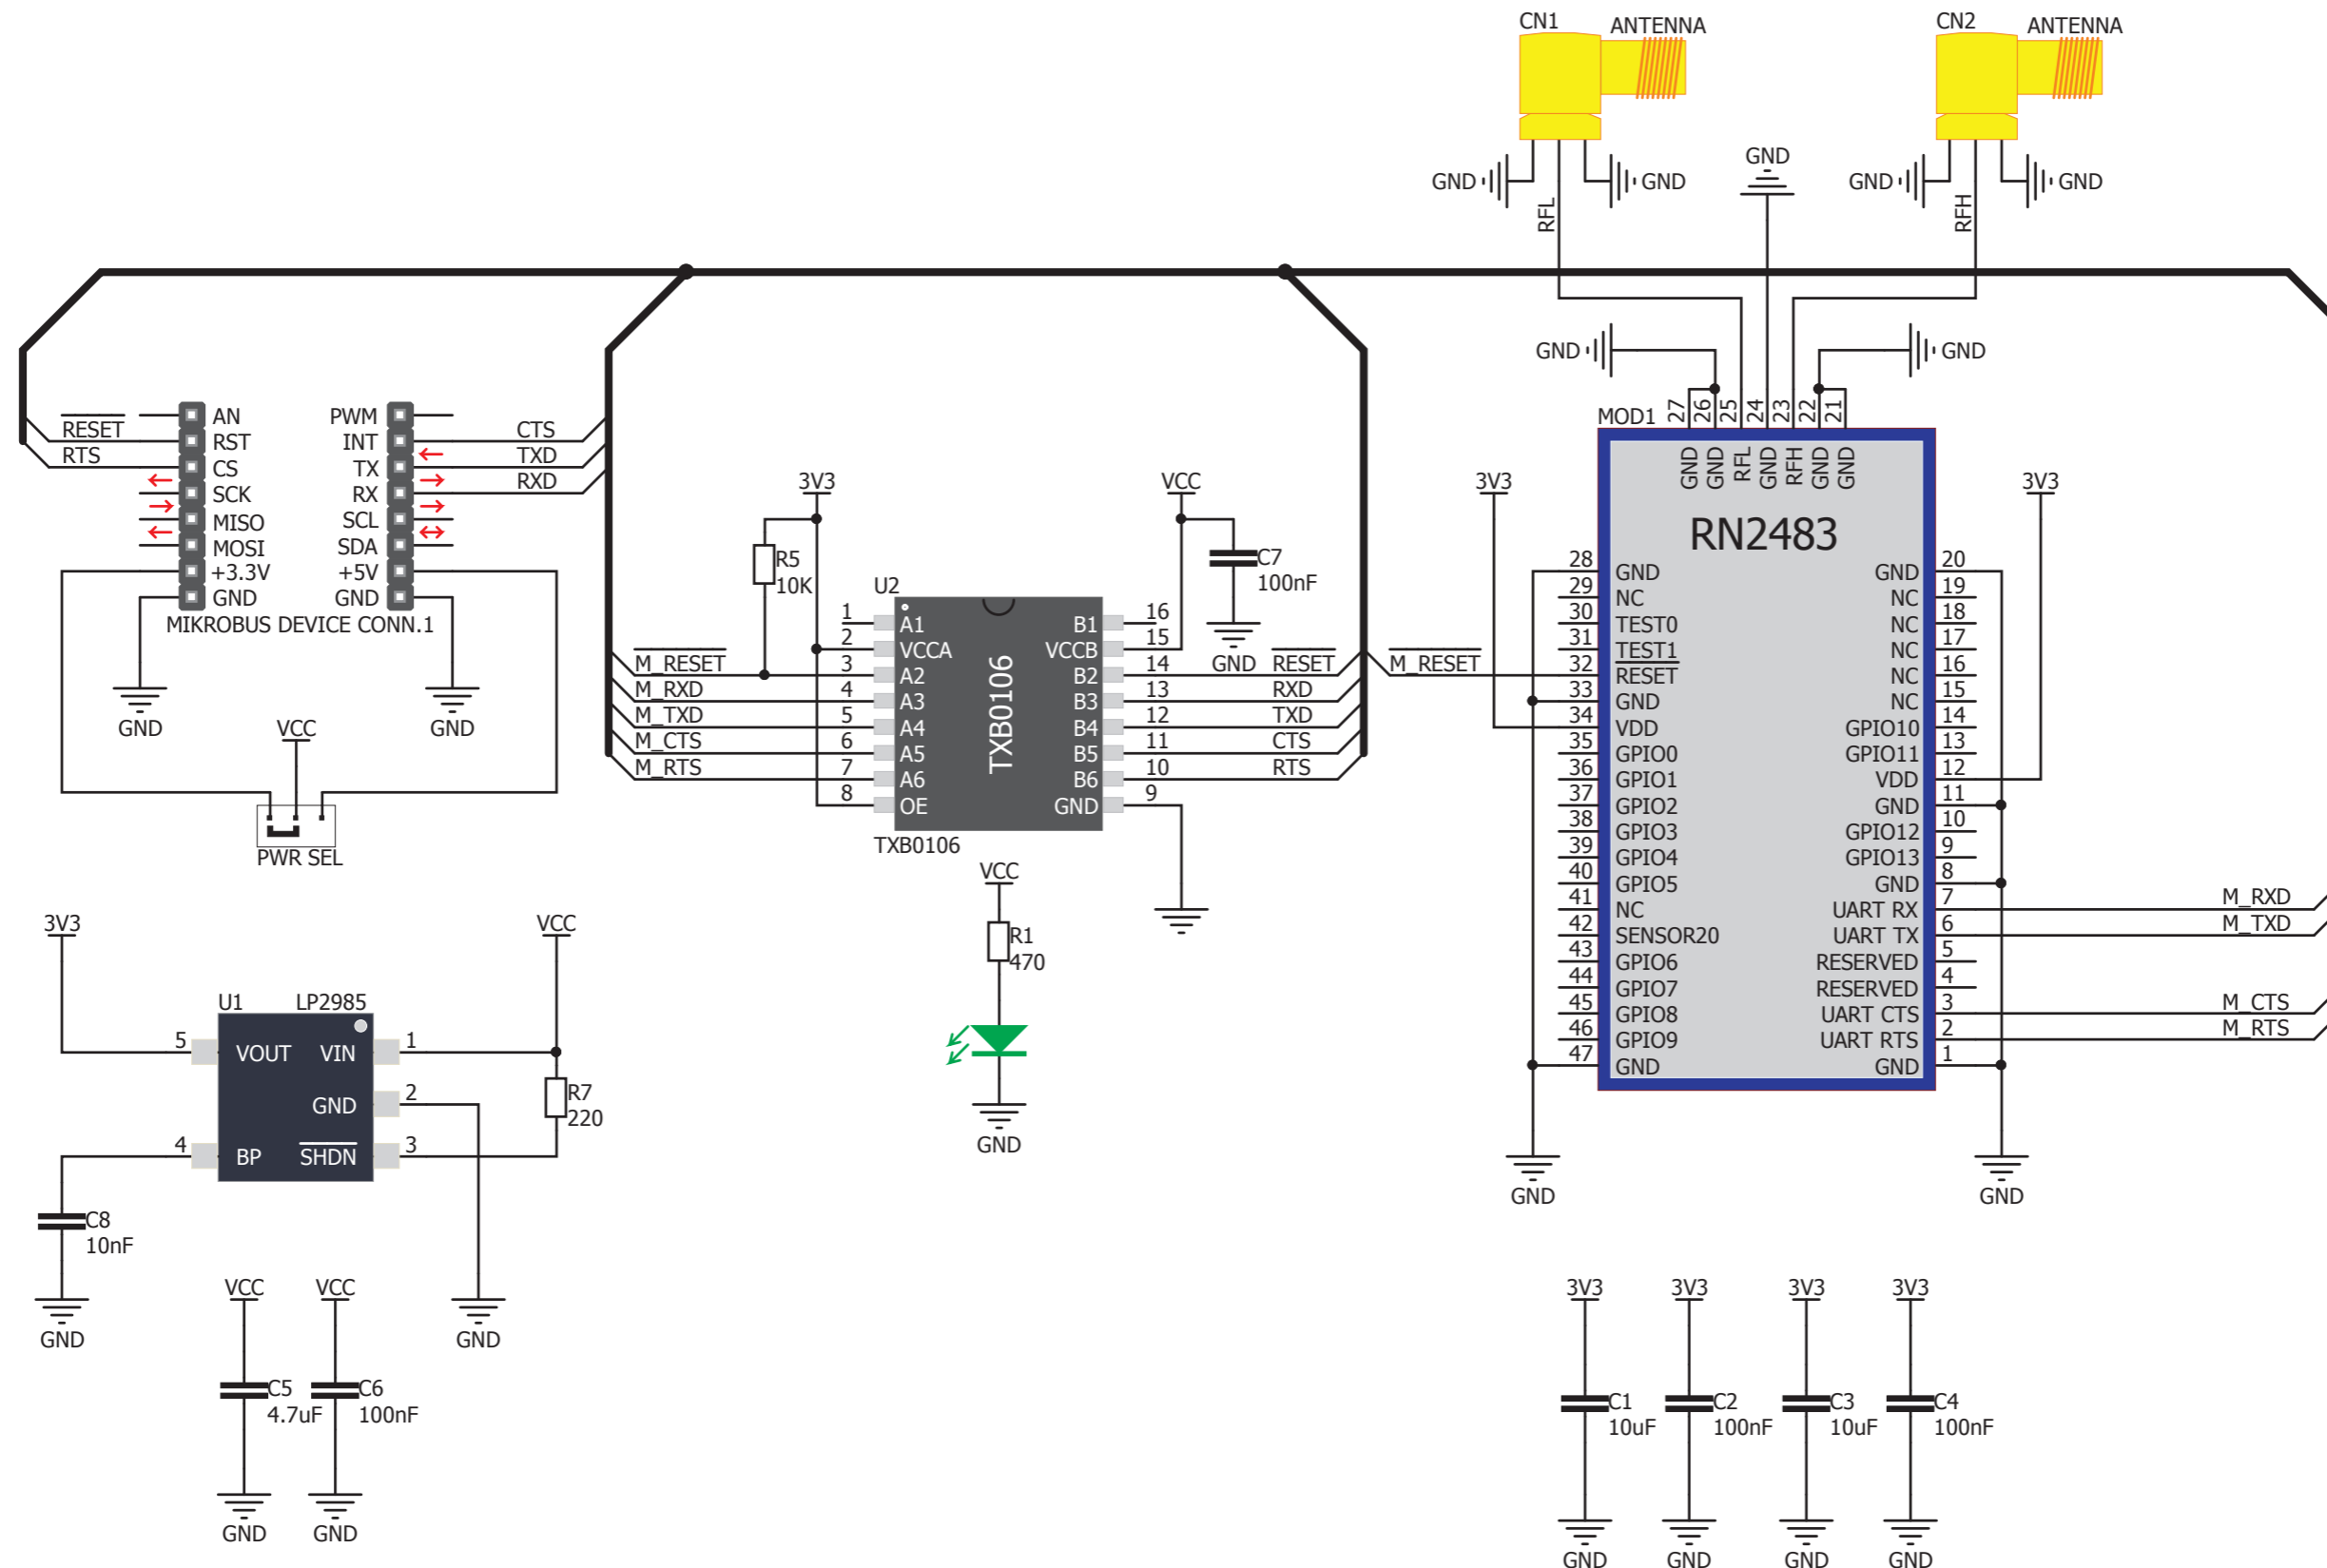 CN1 ANTENNA
CN2 ANTENNA
GND GND
GND
GND GND
RFL
RFH
GND GND
MOD1
27 26 25 24 23 22 21
GND GND RFL GND RFH GND GND
RN2483
3V3
3V3
28 GND
29 NC
30 TEST0
31 TEST1
32 RESET
33 GND
34 VDD
35 GPIO0
36 GPIO1
37 GPIO2
38 GPIO3
39 GPIO4
40 GPIO5
41 NC
42 SENSOR20
43 GPIO6
44 GPIO7
45 GPIO8
46 GPIO9
47 GND
GND 20
NC 19
NC 18
NC 17
NC 16
NC 15
GPIO10 14
GPIO11 13
VDD 12
GND 11
GPIO12 10
GPIO13 9
GND 8
UART RX 7 M_RXD
UART TX 6 M_TXD
RESERVED 5
RESERVED 4
UART CTS 3 M_CTS
UART RTS 2 M_RTS
GND 1
M_RESET
GND
GND
AN PWM
RESET RST INT CTS
RTS CS TX TXD
SCK RX RXD
MISO SCL
MOSI SDA
+3.3V +5V
GND GND
MIKROBUS DEVICE CONN.1
GND
GND
VCC
PWR SEL
3V3
VCC
R5
10K
C7
100nF
GND
U2
TXB0106
1 A1 B1 16
2 VCCA VCCB 15
M_RESET 3 A2 B2 14 RESET
M_RXD 4 A3 B3 13 RXD
M_TXD 5 A4 B4 12 TXD
M_CTS 6 A5 B5 11 CTS
M_RTS 7 A6 B6 10 RTS
8 OE GND 9
TXB0106
VCC
R1
470
GND
3V3
VCC
U1 LP2985
5 VOUT VIN 1
GND 2
4 BP SHDN 3
R7
220
C8
10nF
GND
GND
VCC
VCC
C5
4.7uF
C6
100nF
GND
GND
3V3 3V3 3V3 3V3
C1 C2 C3 C4
10uF 100nF 10uF 100nF
GND GND GND GND